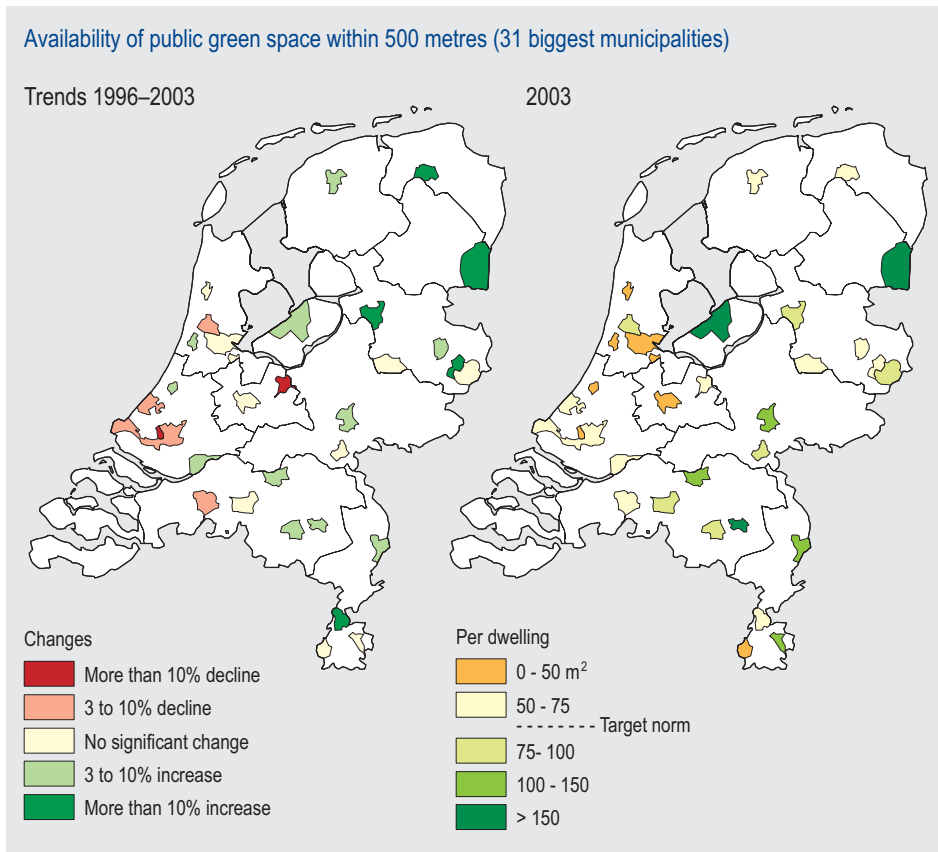 Availability of public green space within 500 metres (31 biggest municipalities)
Trends 1996–2003
2003
Changes
More than 10% decline
3 to 10% decline
No significant change
3 to 10% increase
More than 10% increase
Per dwelling
0 - 50 m²
50 - 75
- - - - - - - - Target norm
75- 100
100 - 150
> 150